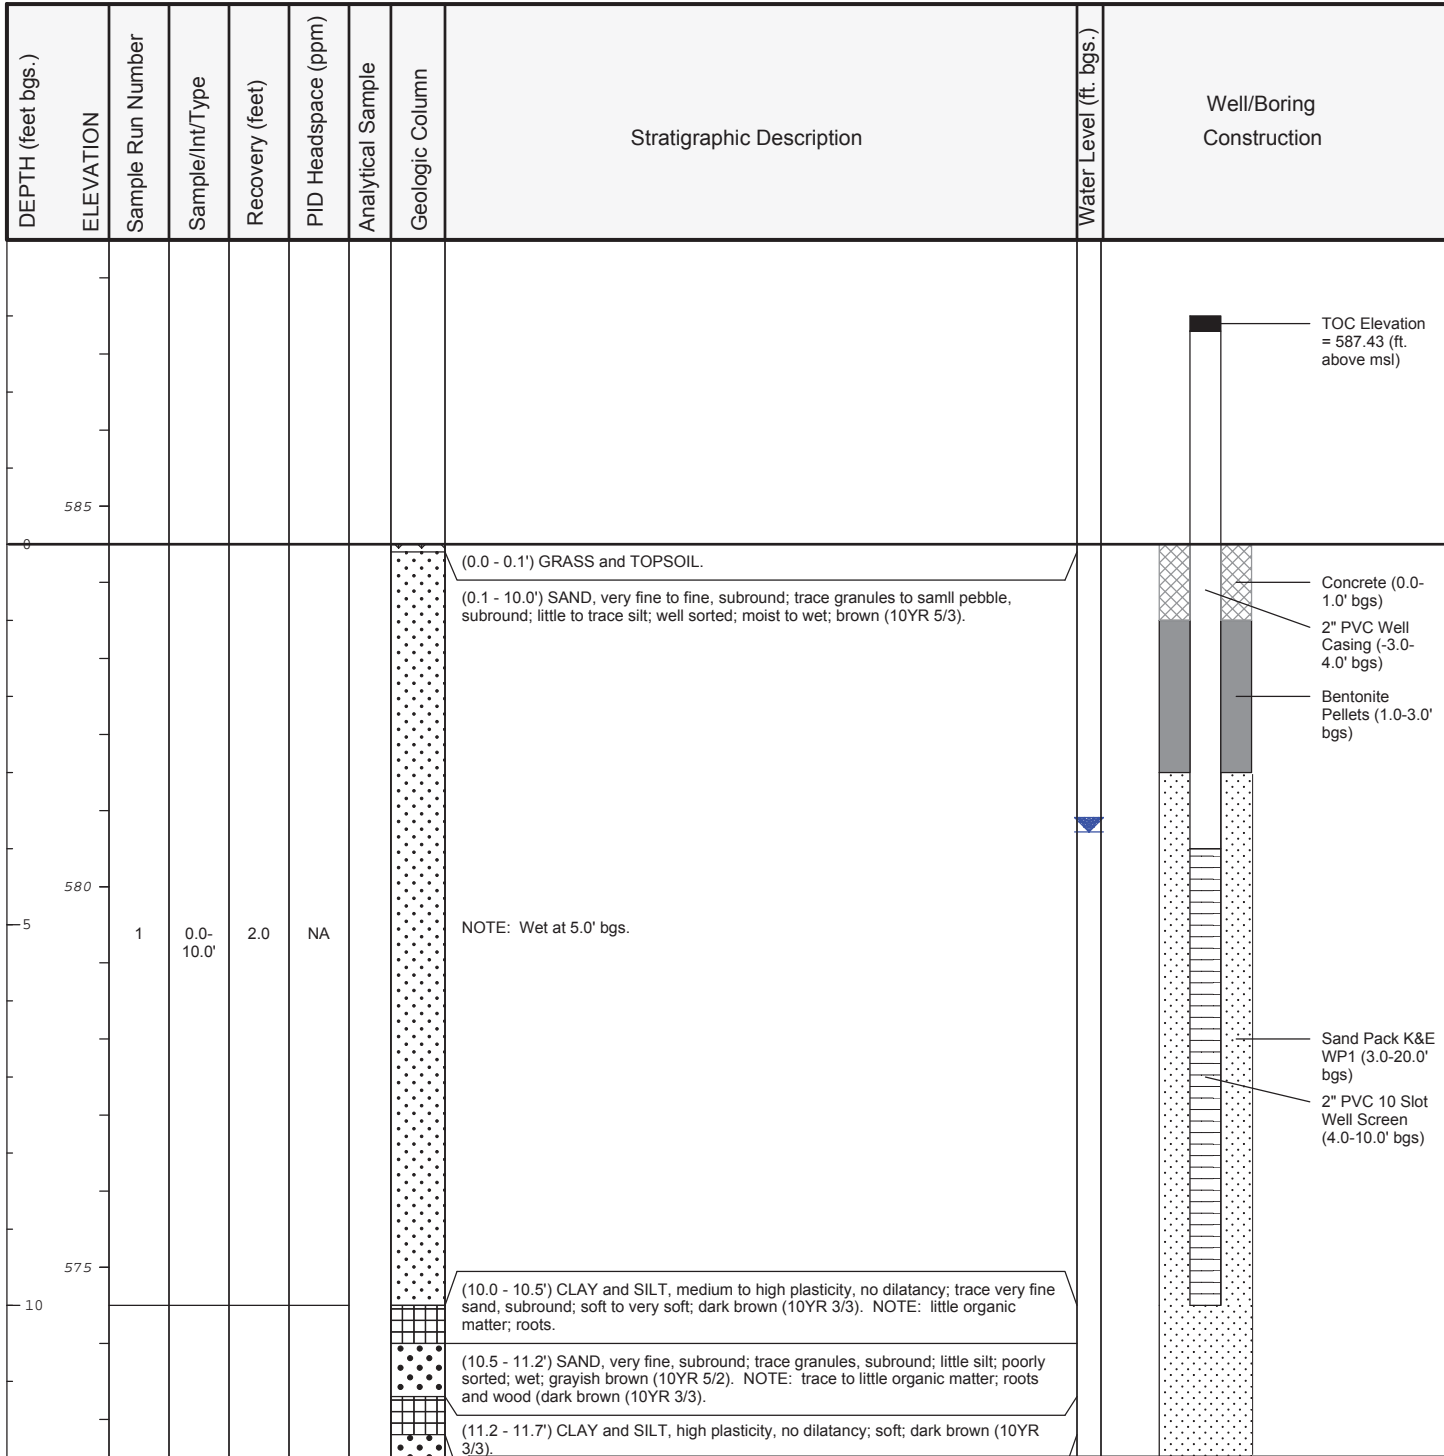 DEPTH (feet bgs.)
ELEVATION
Sample Run Number
Sample/Int/Type
Recovery (feet)
PID Headspace (ppm)
Analytical Sample
Geologic Column
Stratigraphic Description
Water Level (ft. bgs.)
Well/Boring
Construction
TOC Elevation
= 587.43 (ft.
above msl)
585
0
(0.0 - 0.1') GRASS and TOPSOIL.
(0.1 - 10.0') SAND, very fine to fine, subround; trace granules to samll pebble,
subround; little to trace silt; well sorted; moist to wet; brown (10YR 5/3).
Concrete (0.0-
1.0' bgs)
2" PVC Well
Casing (-3.0-
4.0' bgs)
Bentonite
Pellets (1.0-3.0'
bgs)
580
5
1
0.0-
10.0'
2.0
NA
NOTE: Wet at 5.0' bgs.
Sand Pack K&E
WP1 (3.0-20.0'
bgs)
2" PVC 10 Slot
Well Screen
(4.0-10.0' bgs)
575
10
(10.0 - 10.5') CLAY and SILT, medium to high plasticity, no dilatancy; trace very fine
sand, subround; soft to very soft; dark brown (10YR 3/3). NOTE: little organic
matter; roots.
(10.5 - 11.2') SAND, very fine, subround; trace granules, subround; little silt; poorly
sorted; wet; grayish brown (10YR 5/2). NOTE: trace to little organic matter; roots
and wood (dark brown (10YR 3/3).
(11.2 - 11.7') CLAY and SILT, high plasticity, no dilatancy; soft; dark brown (10YR
3/3).